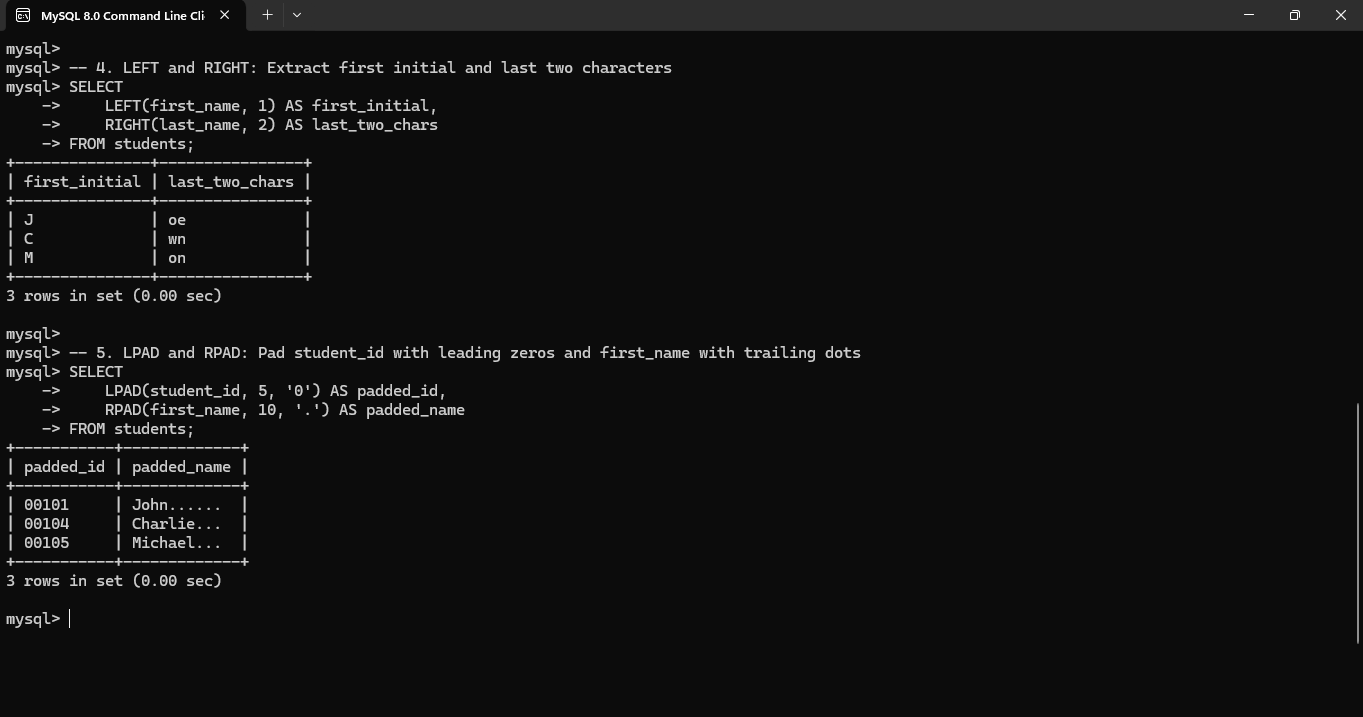 MySQL 8.0 Command Line Cli
mysql>
mysql> -- 4. LEFT and RIGHT: Extract first initial and last two characters
mysql> SELECT
    ->     LEFT(first_name, 1) AS first_initial,
    ->     RIGHT(last_name, 2) AS last_two_chars
    -> FROM students;
+---------------+----------------+
| first_initial | last_two_chars |
+---------------+----------------+
| J             | oe             |
| C             | wn             |
| M             | on             |
+---------------+----------------+
3 rows in set (0.00 sec)
mysql>
mysql> -- 5. LPAD and RPAD: Pad student_id with leading zeros and first_name with trailing dots
mysql> SELECT
    ->     LPAD(student_id, 5, '0') AS padded_id,
    ->     RPAD(first_name, 10, '.') AS padded_name
    -> FROM students;
+-----------+-------------+
| padded_id | padded_name |
+-----------+-------------+
| 00101     | John......  |
| 00104     | Charlie...  |
| 00105     | Michael...  |
+-----------+-------------+
3 rows in set (0.00 sec)
mysql>